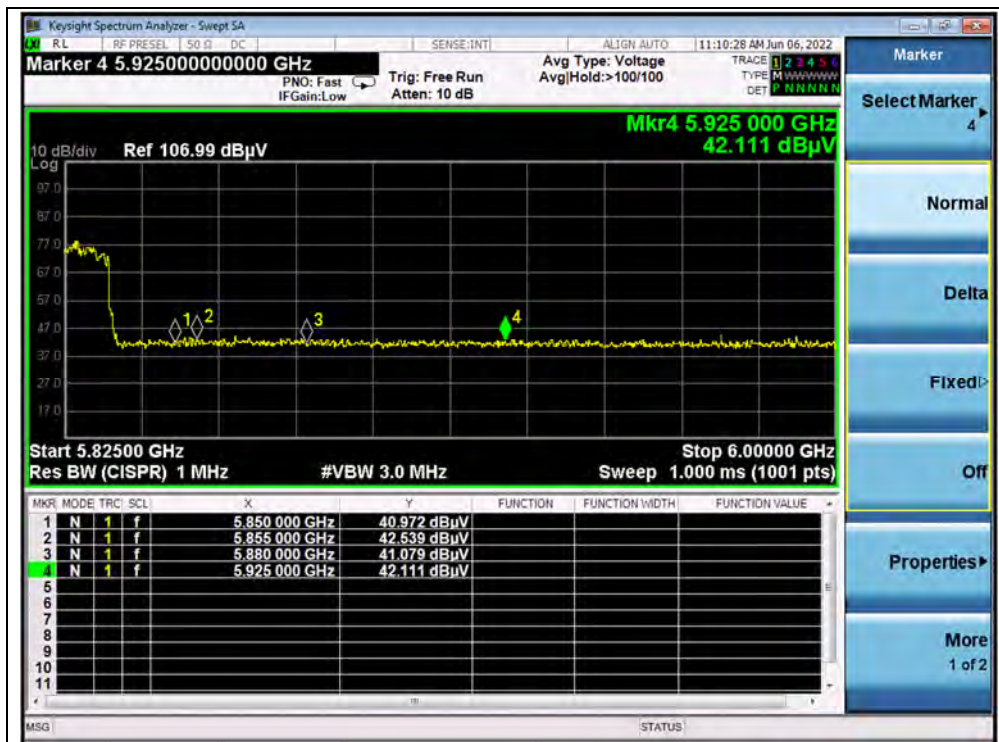 Keysight Spectrum Analyzer - Swept SA
LXI RL RF PRESEL 50 Ω DC SENSE:INT ALIGN AUTO 11:10:28 AM Jun 06, 2022
Marker 4 5.925000000000 GHz
PNO: Fast
IFGain:Low
Trig: Free Run
Atten: 10 dB
Avg Type: Voltage
Avg|Hold:>100/100
TRACE 1 2 3 4 5 6
TYPE M W W W W W
DET P N N N N N
Mkr4 5.925 000 GHz
42.111 dBµV
10 dB/div Ref 106.99 dBµV
Log
97.0
87.0
77.0
67.0
57.0
47.0
37.0
27.0
17.0
1 2 3 4
Start 5.82500 GHz Stop 6.00000 GHz
Res BW (CISPR) 1 MHz #VBW 3.0 MHz Sweep 1.000 ms (1001 pts)
MKR MODE TRC SCL X Y FUNCTION FUNCTION WIDTH FUNCTION VALUE
1 N 1 f 5.850 000 GHz 40.972 dBµV
2 N 1 f 5.855 000 GHz 42.539 dBµV
3 N 1 f 5.880 000 GHz 41.079 dBµV
4 N 1 f 5.925 000 GHz 42.111 dBµV
5
6
7
8
9
10
11
MSG STATUS
Marker
Select Marker
4
Normal
Delta
Fixed
Off
Properties
More
1 of 2